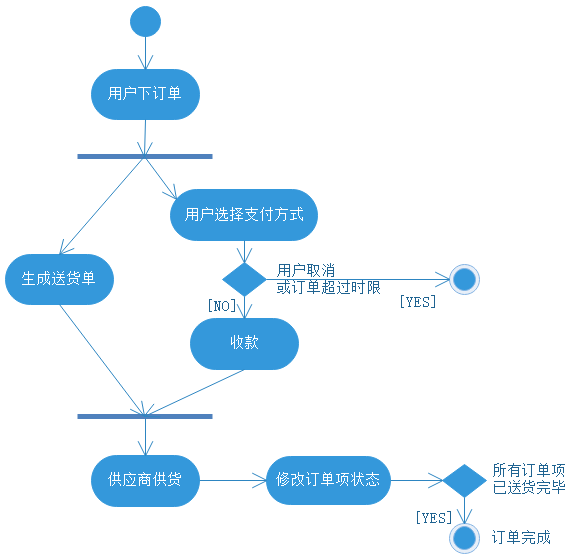 用户下订单
用户选择支付方式
生成送货单
用户取消
或订单超过时限
[YES]
[NO]
收款
供应商供货
修改订单项状态
所有订单项
已送货完毕
[YES]
订单完成